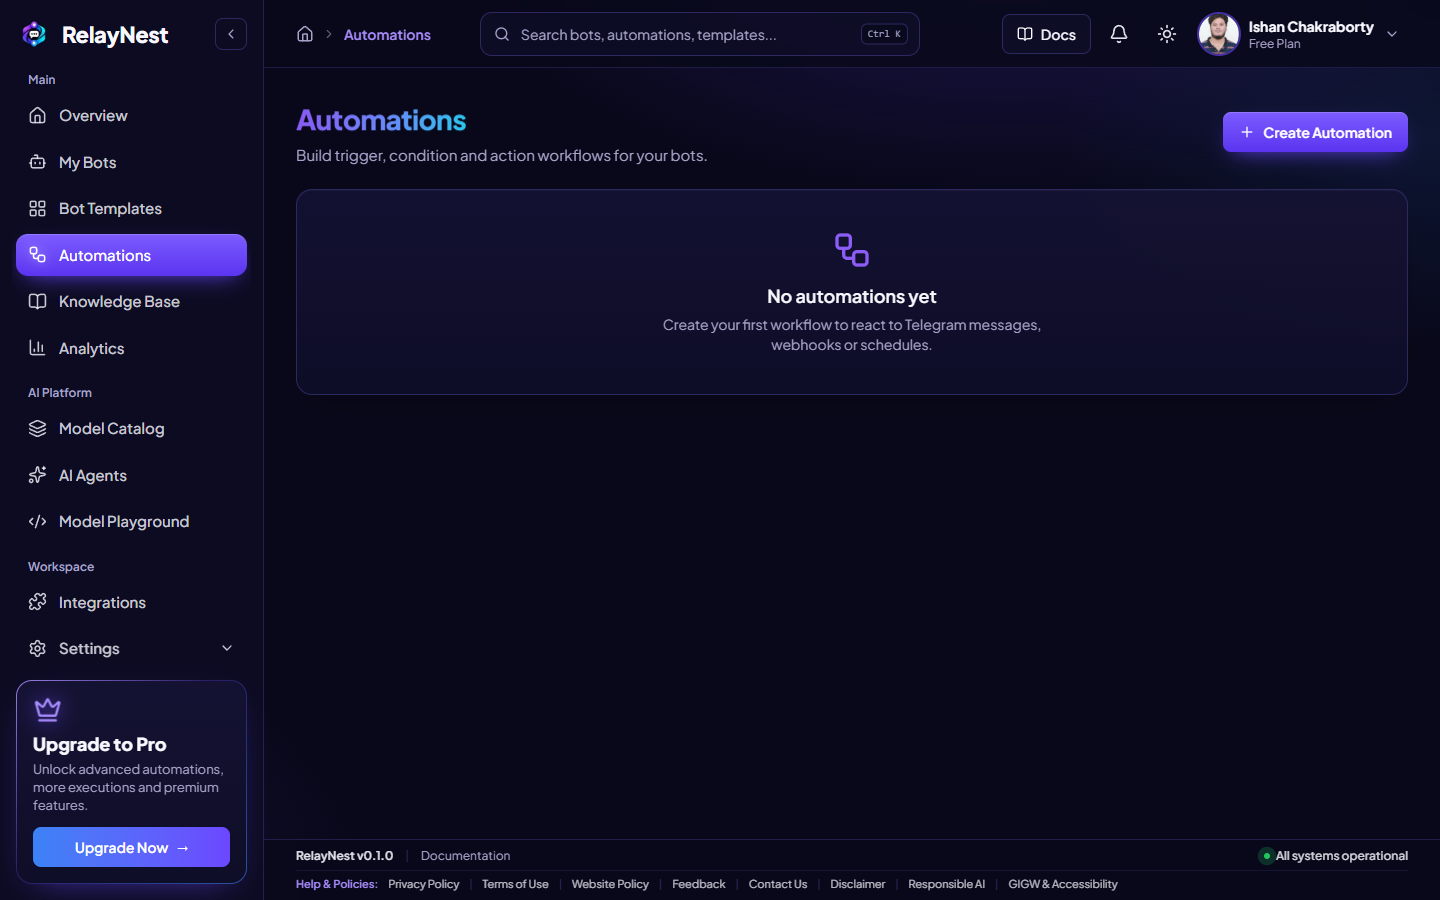 RelayNest
Main
Overview
My Bots
Bot Templates
Automations
Knowledge Base
Analytics
AI Platform
Model Catalog
AI Agents
Model Playground
Workspace
Integrations
Settings
Upgrade to Pro
Unlock advanced automations,
more executions and premium
features.
Upgrade Now →
Automations
Search bots, automations, templates...
Ctrl K
Docs
Ishan Chakraborty
Free Plan
Automations
Build trigger, condition and action workflows for your bots.
+ Create Automation
No automations yet
Create your first workflow to react to Telegram messages,
webhooks or schedules.
RelayNest v0.1.0 | Documentation
All systems operational
Help & Policies: Privacy Policy | Terms of Use | Website Policy | Feedback | Contact Us | Disclaimer | Responsible AI | GIGW & Accessibility